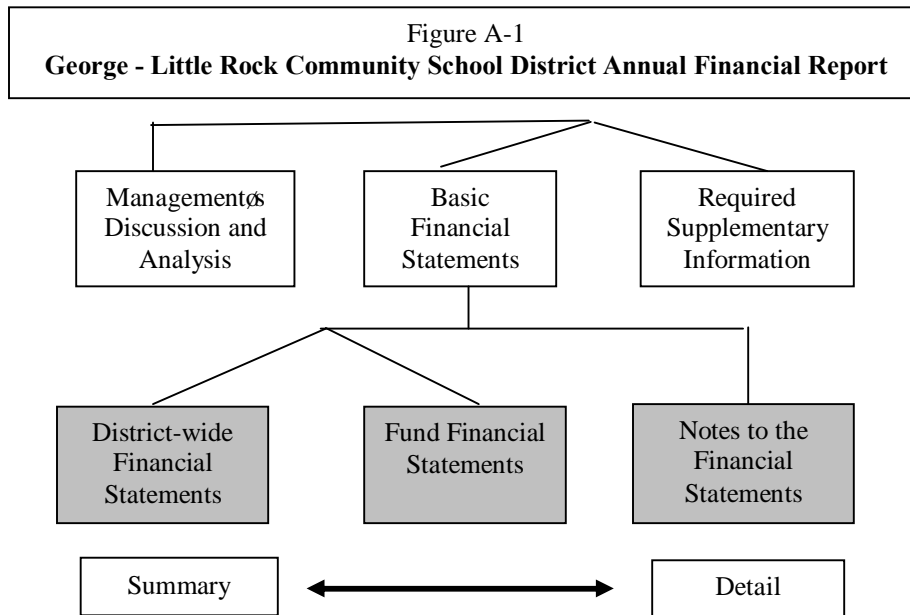 Figure A-1
George - Little Rock Community School District Annual Financial Report
Managementøs
Discussion and
Analysis
Basic
Financial
Statements
Required
Supplementary
Information
District-wide
Financial
Statements
Fund Financial
Statements
Notes to the
Financial
Statements
Summary
Detail